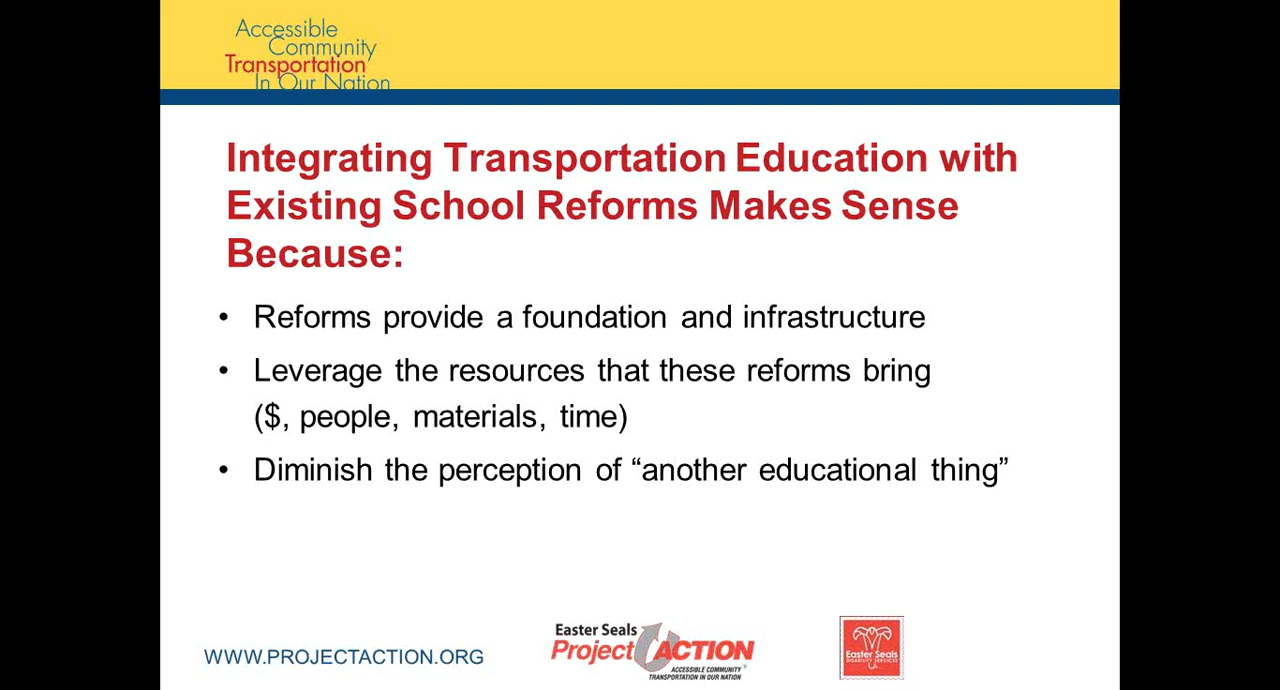 Accessible
Community
Transportation
In Our Nation
Integrating Transportation Education with
Existing School Reforms Makes Sense
Because:
• Reforms provide a foundation and infrastructure
• Leverage the resources that these reforms bring
($, people, materials, time)
• Diminish the perception of “another educational thing”
WWW.PROJECTACTION.ORG
Easter Seals
Project ACTION
ACCESSIBLE COMMUNITY
TRANSPORTATION IN OUR NATION
Easter Seals
DISABILITY SERVICES